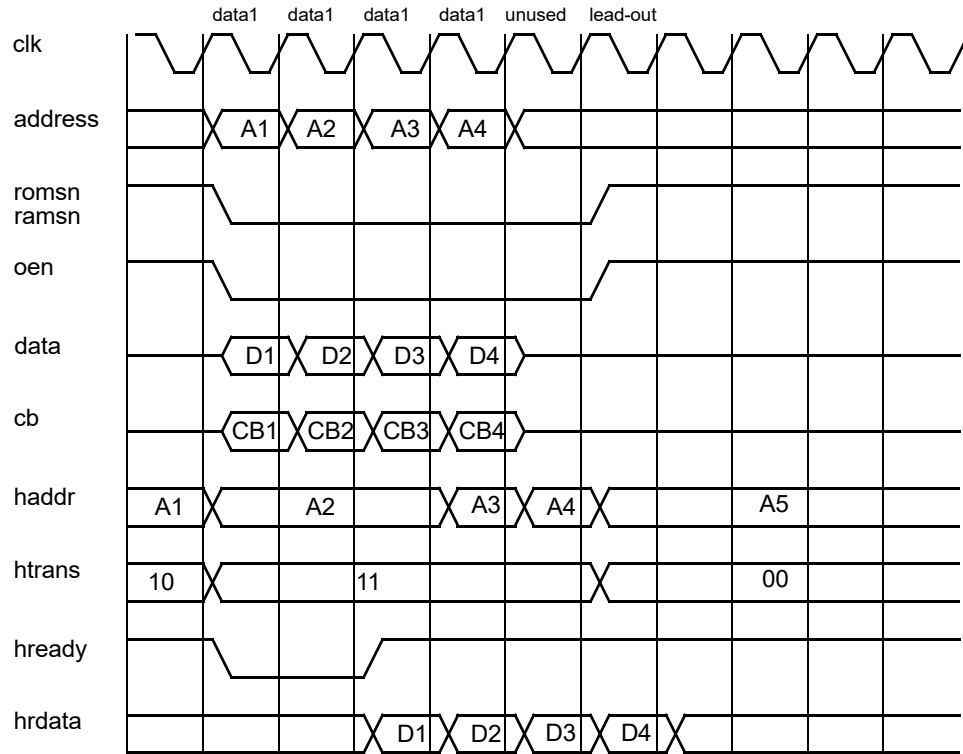 data1 data1 data1 data1 unused lead-out
clk
address A1 A2 A3 A4
romsn
ramsn
oen
data D1 D2 D3 D4
cb CB1 CB2 CB3 CB4
haddr A1 A2 A3 A4 A5
htrans 10 11 00
hready
hrdata D1 D2 D3 D4